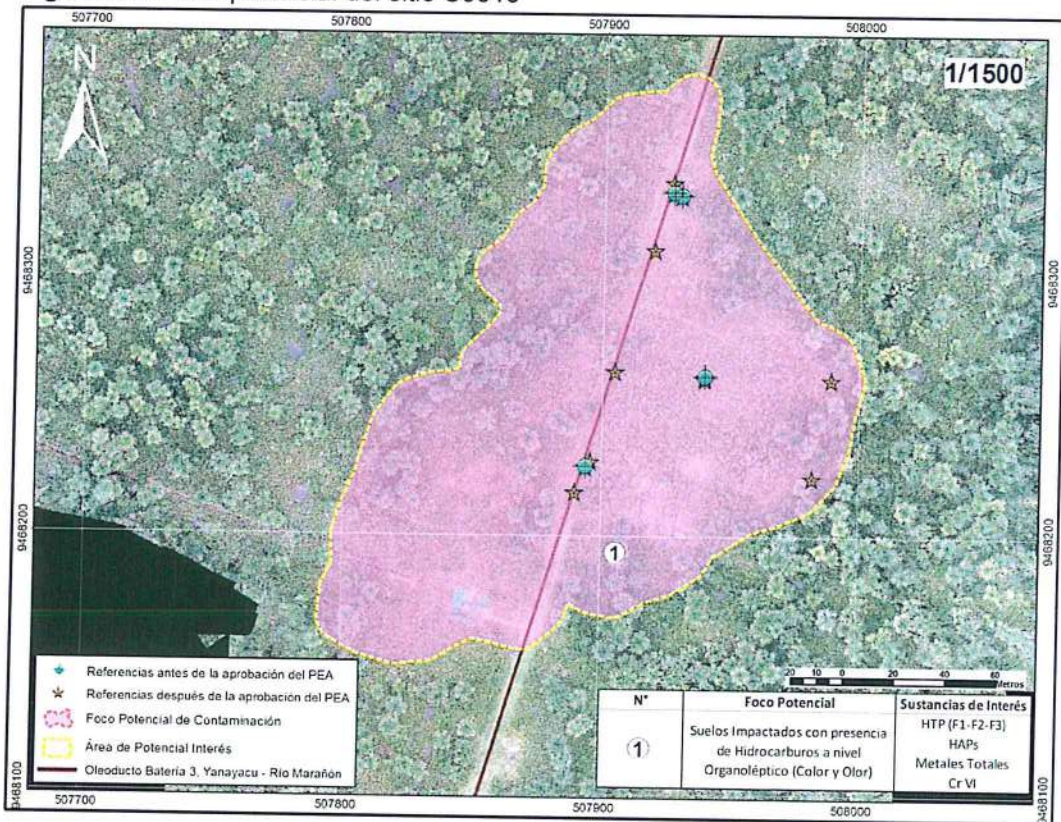 potencial del sitio
507700
507800
507900
508000
N
1/1500
9468300
9468300
9468200
9468200
1
Referencias antes de la aprobación del PEA
Referencias después de la aprobación del PEA
Foco Potencial de Contaminación
Área de Potencial Interés
Oleoducto Batería 3, Yanayacu - Río Marañón
20 10 0 20 40 60
Metros
N° Foco Potencial Sustancias de Interés
1
Suelos Impactados con presencia
de Hidrocarburos a nivel
Organoléptico (Color y Olor)
HTP (F1-F2-F3)
HAPs
Metales Totales
Cr VI
9468100
9468100
507700
507800
507900
508000